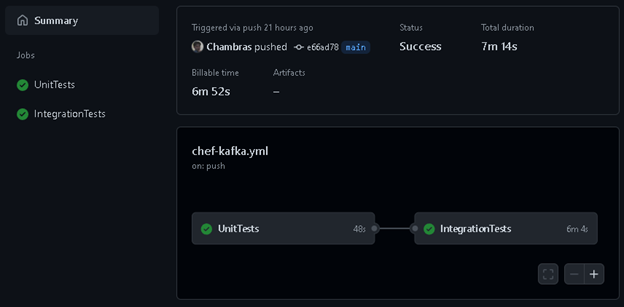 Summary
Jobs
UnitTests
IntegrationTests
Triggered via push 21 hours ago
Chambras pushed e66ad78 main
Status
Success
Total duration
7m 14s
Billable time
6m 52s
Artifacts
–
chef-kafka.yml
on: push
UnitTests 48s
IntegrationTests 6m 4s